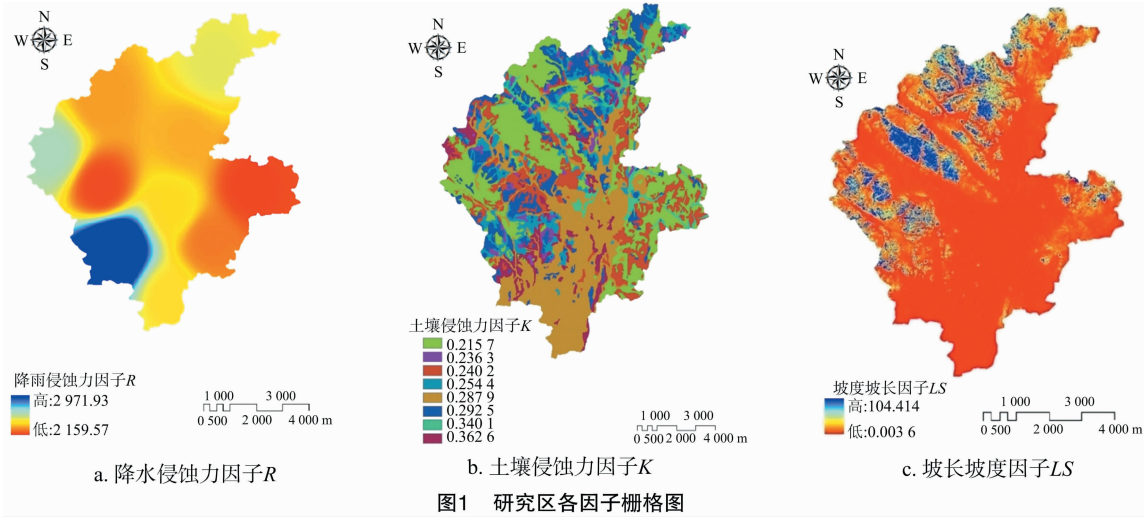 N
W E
S
降雨侵蚀力因子R
高:2 971.93
低:2 159.57
1 000 3 000
0 500 2 000 4 000 m
a. 降水侵蚀力因子R
N
W E
S
土壤侵蚀力因子K
0.215 7
0.236 3
0.240 2
0.254 4
0.287 9
0.292 5
0.340 1
0.362 6
1 000 3 000
0 500 2 000 4 000 m
b. 土壤侵蚀力因子K
N
W E
S
坡度坡长因子LS
高:104.414
低:0.003 6
1 000 3 000
0 500 2 000 4 000 m
c. 坡长坡度因子LS
图1 研究区各因子栅格图